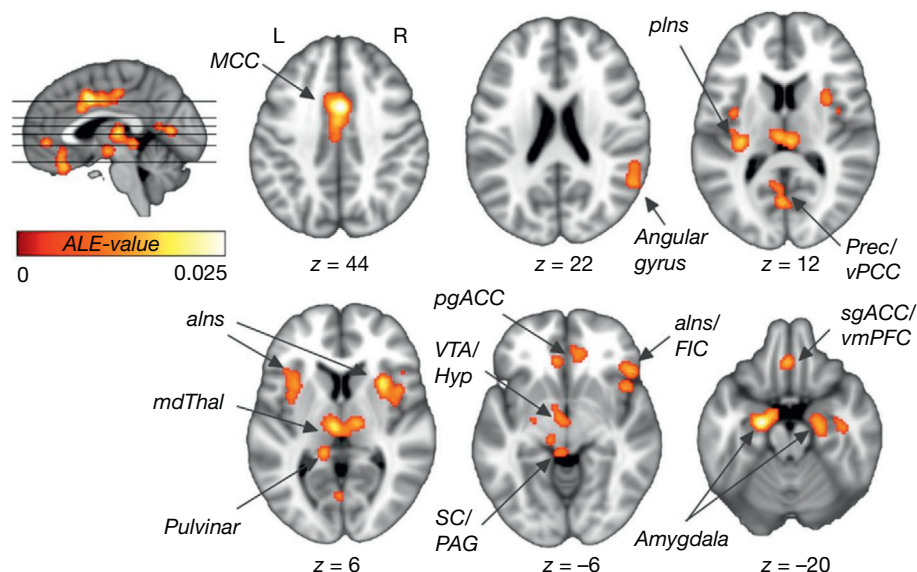 L
R
MCC
pIns
ALE-value
0
0.025
z = 44
Angular
gyrus
z = 22
Prec/
vPCC
z = 12
aIns
mdThal
Pulvinar
z = 6
pgACC
VTA/
Hyp
aIns/
FIC
SC/
PAG
z = –6
sgACC/
vmPFC
Amygdala
z = –20